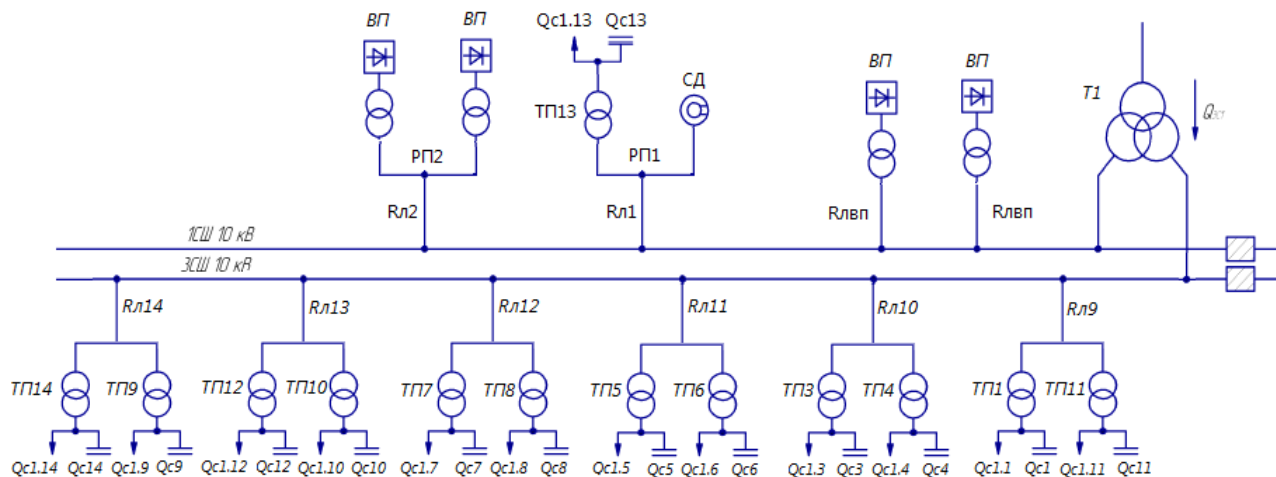 ВП ВП Qc1.13 Qc13 ВП ВП
СД Т1 Qэс1
ТП13
РП2 РП1
Rл2 Rл1 Rлвп Rлвп
1СШ 10 кВ
3СШ 10 кВ
Rл14 Rл13 Rл12 Rл11 Rл10 Rл9
ТП14 ТП9 ТП12 ТП10 ТП7 ТП8 ТП5 ТП6 ТП3 ТП4 ТП1 ТП11
Qc1.14 Qc14 Qc1.9 Qc9 Qc1.12 Qc12 Qc1.10 Qc10 Qc1.7 Qc7 Qc1.8 Qc8 Qc1.5 Qc5 Qc1.6 Qc6 Qc1.3 Qc3 Qc1.4 Qc4 Qc1.1 Qc1 Qc1.11 Qc11